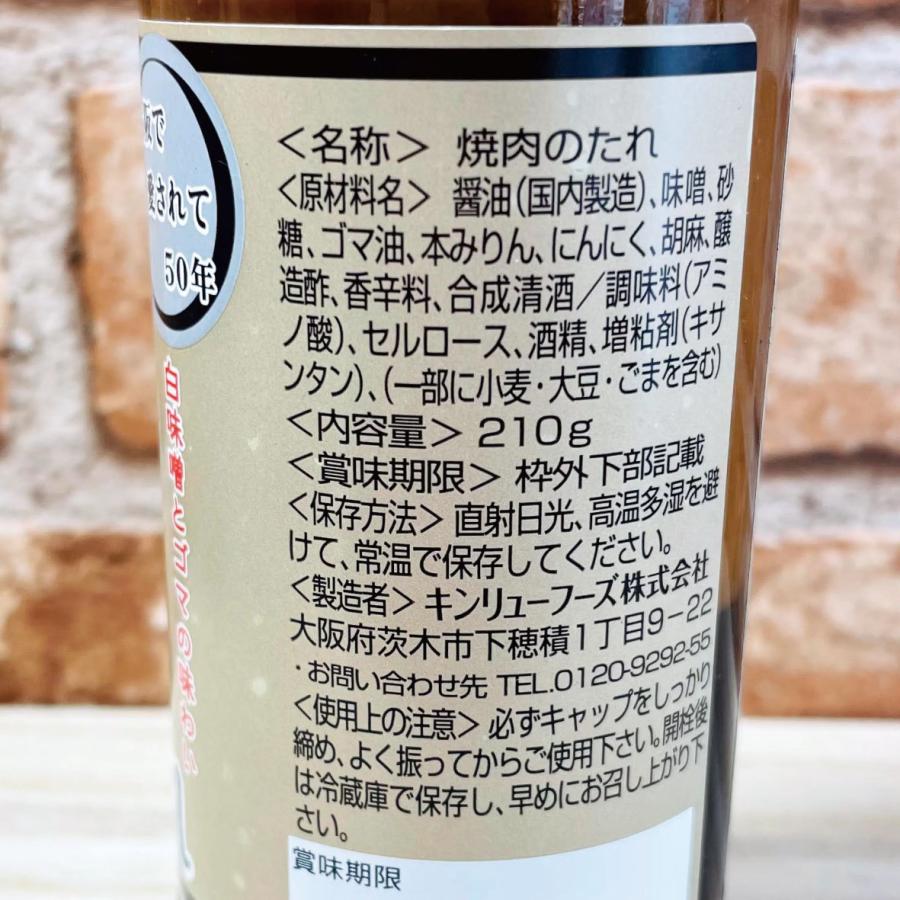 で
愛されて
50年
白味噌とゴマの味わい
<名称> 焼肉のたれ
<原材料名> 醤油(国内製造)、味噌、砂
糖、ゴマ油、本みりん、にんにく、胡麻、醸
造酢、香辛料、合成清酒/調味料(アミ
ノ酸)、セルロース、酒精、増粘剤(キサ
ンタン)、(一部に小麦・大豆・ごまを含む)
<内容量> 210g
<賞味期限> 枠外下部記載
<保存方法> 直射日光、高温多湿を避
けて、常温で保存してください。
<製造者> キンリューフーズ株式会社
大阪府茨木市下穂積1丁目9-22
・お問い合わせ先 TEL.0120-9292-55
<使用上の注意> 必ずキャップをしっかり
締め、よく振ってからご使用下さい。開栓後
は冷蔵庫で保存し、早めにお召し上がり下
さい。
賞味期限